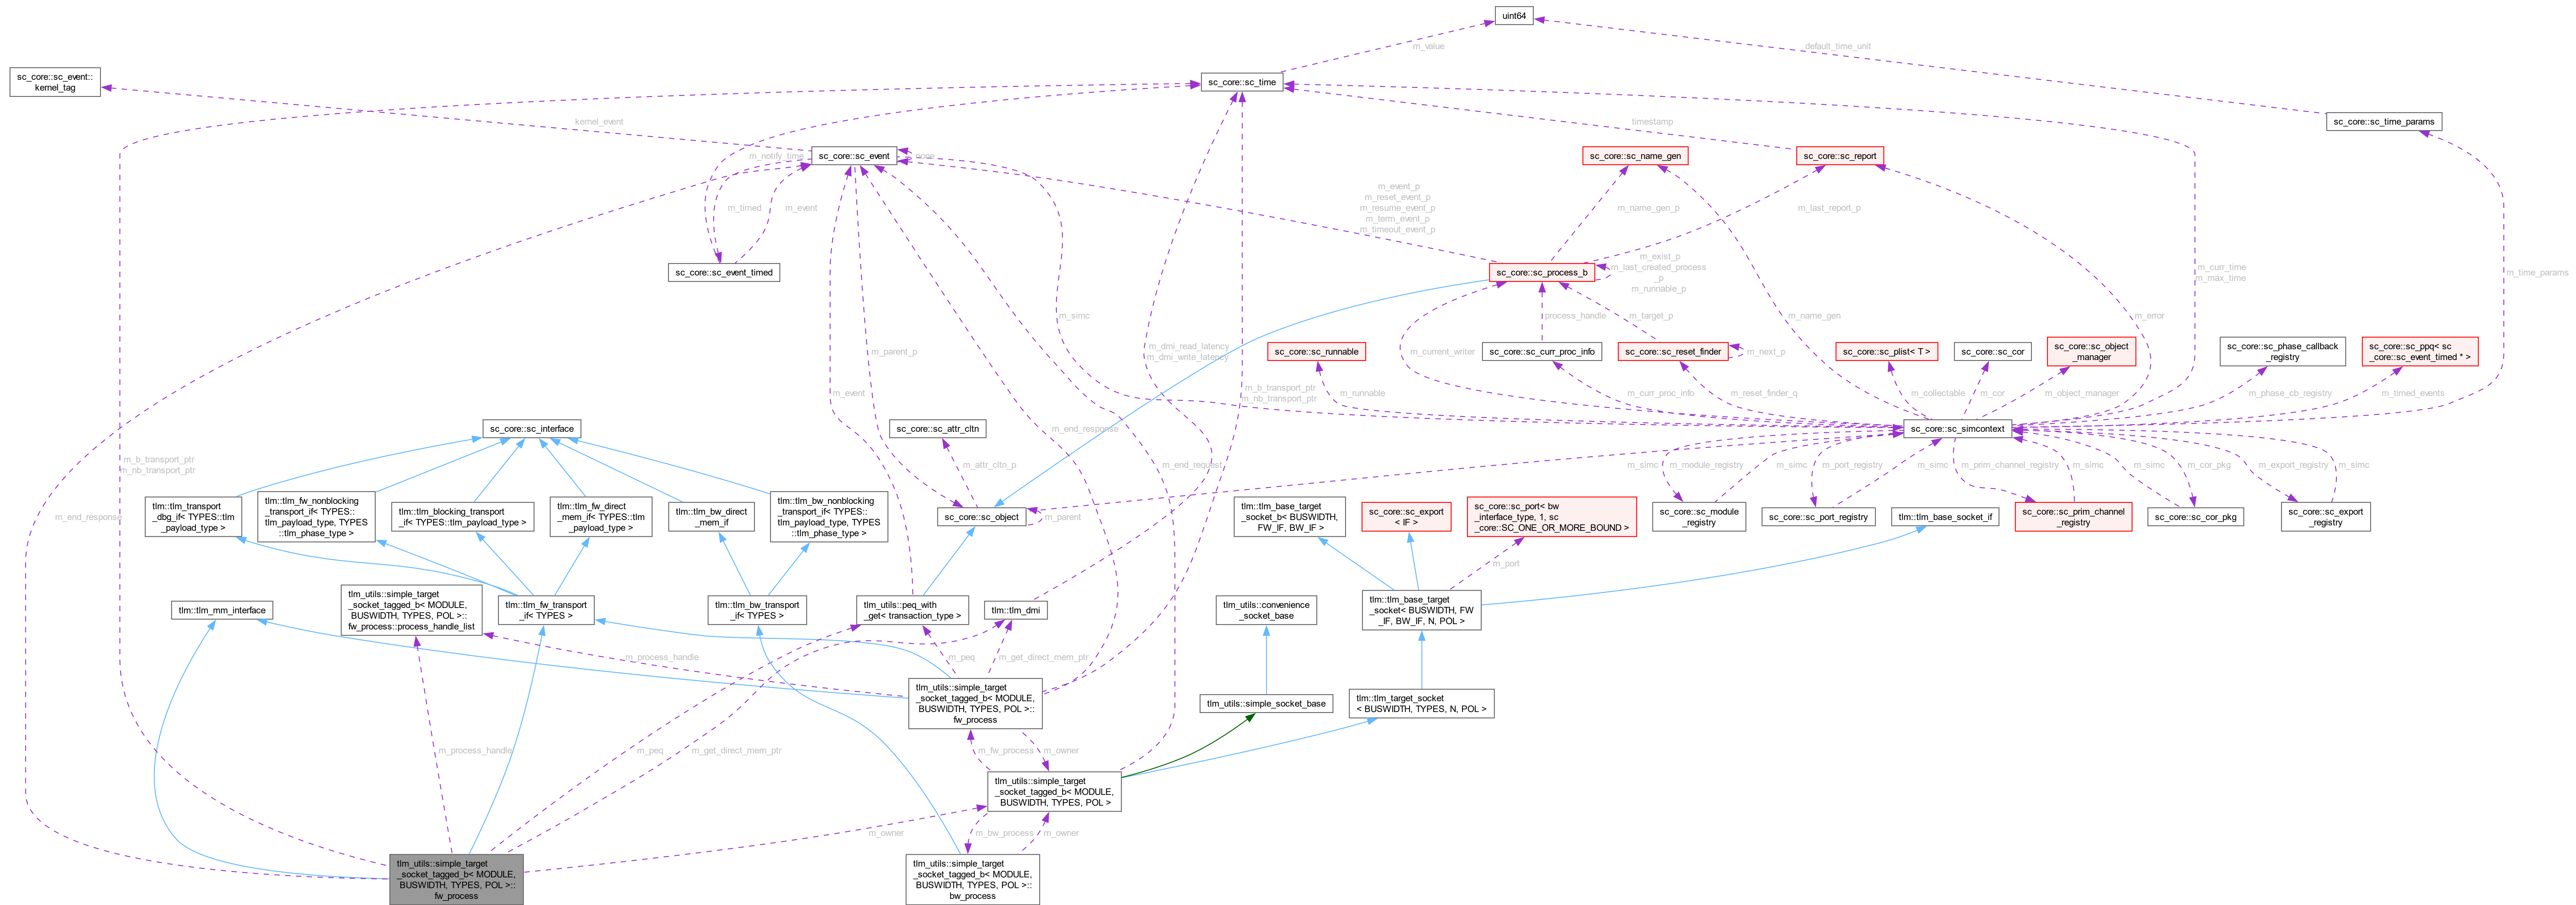 uint64
m_value
default_time_unit
sc_core::sc_event::
kernel_tag
sc_core::sc_time
sc_core::sc_time_params
kernel_event
timestamp
m_notify_time
sc_core::sc_event
none
sc_core::sc_name_gen
sc_core::sc_report
m_event_p
m_reset_event_p
m_resume_event_p
m_term_event_p
m_timeout_event_p
m_timed
m_event
m_name_gen_p
m_last_report_p
sc_core::sc_event_timed
sc_core::sc_process_b
m_exist_p
m_last_created_process
_p
m_runnable_p
m_curr_time
m_max_time
m_time_params
m_simc
process_handle
m_target_p
m_name_gen
m_error
m_parent_p
m_dmi_read_latency
m_dmi_write_latency
sc_core::sc_runnable
m_current_writer
sc_core::sc_curr_proc_info
sc_core::sc_reset_finder
m_next_p
sc_core::sc_plist< T >
sc_core::sc_cor
sc_core::sc_object
_manager
sc_core::sc_phase_callback
_registry
sc_core::sc_ppq< sc
_core::sc_event_timed * >
m_event
m_b_transport_ptr
m_nb_transport_ptr
m_runnable
m_curr_proc_info
m_reset_finder_q
m_collectable
m_cor
m_object_manager
m_phase_cb_registry
m_timed_events
sc_core::sc_interface
sc_core::sc_attr_cltn
m_end_response
sc_core::sc_simcontext
m_b_transport_ptr
m_nb_transport_ptr
m_attr_cltn_p
m_end_request
m_simc
m_module_registry
m_simc
m_port_registry
m_simc
m_prim_channel_registry
m_simc
m_simc
m_cor_pkg
m_export_registry
m_simc
m_end_response
tlm::tlm_transport
_dbg_if< TYPES::tlm
_payload_type >
tlm::tlm_fw_nonblocking
_transport_if< TYPES::
tlm_payload_type, TYPES
::tlm_phase_type >
tlm::tlm_blocking_transport
_if< TYPES::tlm_payload_type >
tlm::tlm_fw_direct
_mem_if< TYPES::tlm
_payload_type >
tlm::tlm_bw_direct
_mem_if
tlm::tlm_bw_nonblocking
_transport_if< TYPES::
tlm_payload_type, TYPES
::tlm_phase_type >
sc_core::sc_object
m_parent
tlm::tlm_base_target
_socket_b< BUSWIDTH,
FW_IF, BW_IF >
sc_core::sc_export
< IF >
sc_core::sc_port< bw
_interface_type, 1, sc
_core::SC_ONE_OR_MORE_BOUND >
sc_core::sc_module
_registry
sc_core::sc_port_registry
tlm::tlm_base_socket_if
sc_core::sc_prim_channel
_registry
sc_core::sc_cor_pkg
sc_core::sc_export
_registry
m_port
tlm::tlm_mm_interface
tlm_utils::simple_target
_socket_tagged_b< MODULE,
BUSWIDTH, TYPES, POL >::
fw_process::process_handle_list
tlm::tlm_fw_transport
_if< TYPES >
tlm::tlm_bw_transport
_if< TYPES >
tlm_utils::peq_with
_get< transaction_type >
tlm::tlm_dmi
tlm_utils::convenience
_socket_base
tlm::tlm_base_target
_socket< BUSWIDTH, FW
_IF, BW_IF, N, POL >
m_process_handle
m_peq
m_get_direct_mem_ptr
tlm_utils::simple_target
_socket_tagged_b< MODULE,
BUSWIDTH, TYPES, POL >::
fw_process
tlm_utils::simple_socket_base
tlm::tlm_target_socket
< BUSWIDTH, TYPES, N, POL >
m_process_handle
m_peq
m_get_direct_mem_ptr
m_fw_process
m_owner
tlm_utils::simple_target
_socket_tagged_b< MODULE,
BUSWIDTH, TYPES, POL >
m_owner
m_bw_process
m_owner
tlm_utils::simple_target
_socket_tagged_b< MODULE,
BUSWIDTH, TYPES, POL >::
fw_process
tlm_utils::simple_target
_socket_tagged_b< MODULE,
BUSWIDTH, TYPES, POL >::
bw_process